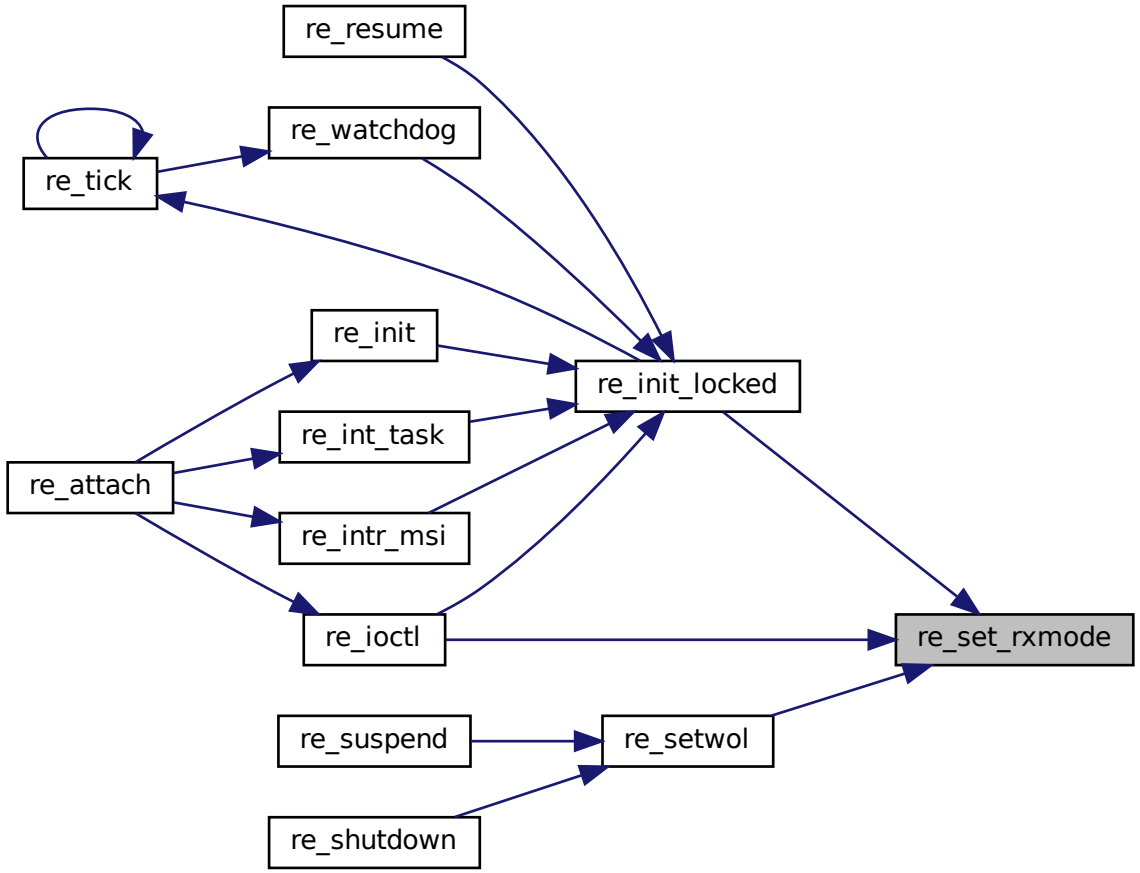 re_resume
re_watchdog
re_tick
re_init
re_init_locked
re_int_task
re_attach
re_intr_msi
re_ioctl
re_set_rxmode
re_suspend
re_setwol
re_shutdown